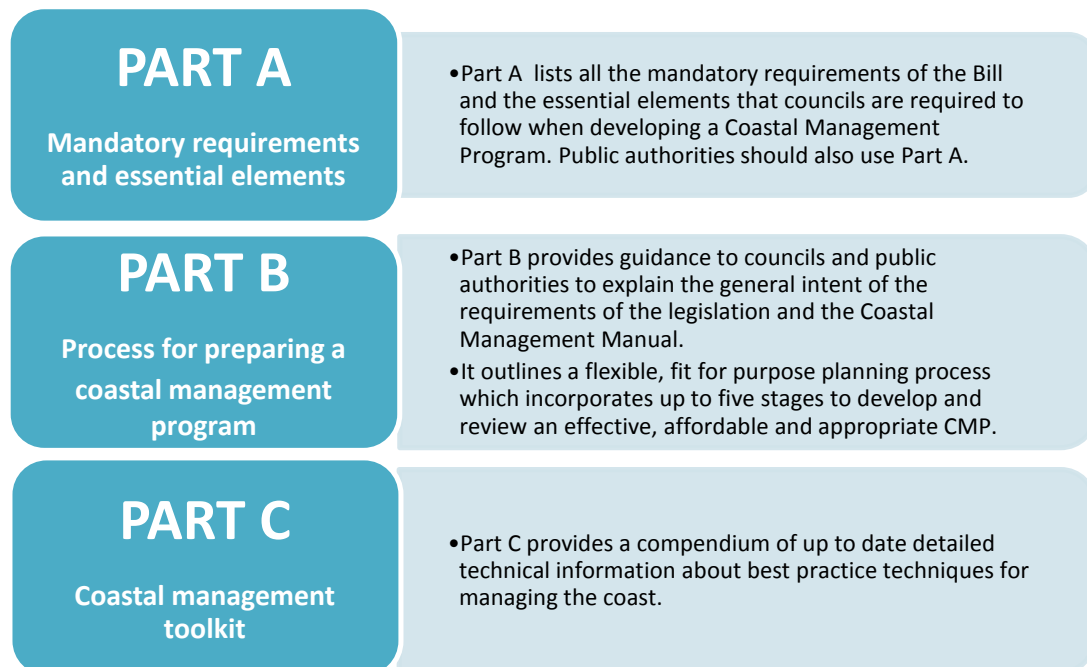 PART A
Mandatory requirements
and essential elements
•Part A lists all the mandatory requirements of the Bill
and the essential elements that councils are required to
follow when developing a Coastal Management
Program. Public authorities should also use Part A.
PART B
Process for preparing a
coastal management
program
•Part B provides guidance to councils and public
authorities to explain the general intent of the
requirements of the legislation and the Coastal
Management Manual.
•It outlines a flexible, fit for purpose planning process
which incorporates up to five stages to develop and
review an effective, affordable and appropriate CMP.
PART C
Coastal management
toolkit
•Part C provides a compendium of up to date detailed
technical information about best practice techniques for
managing the coast.